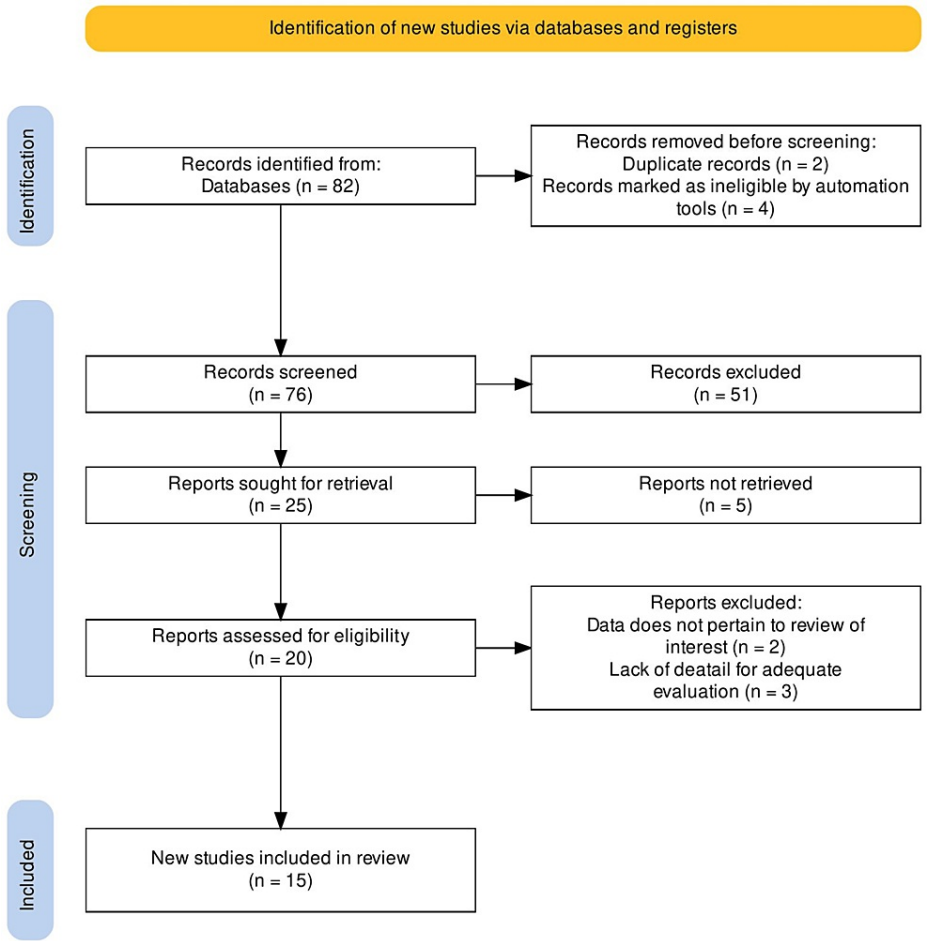 Identification of new studies via databases and registers
Identification
Records identified from:
Databases (n = 82)
Records removed before screening:
Duplicate records (n = 2)
Records marked as ineligible by automation
tools (n = 4)
Screening
Records screened
(n = 76)
Records excluded
(n = 51)
Reports sought for retrieval
(n = 25)
Reports not retrieved
(n = 5)
Reports assessed for eligibility
(n = 20)
Reports excluded:
Data does not pertain to review of
interest (n = 2)
Lack of deatail for adequate
evaluation (n = 3)
Included
New studies included in review
(n = 15)